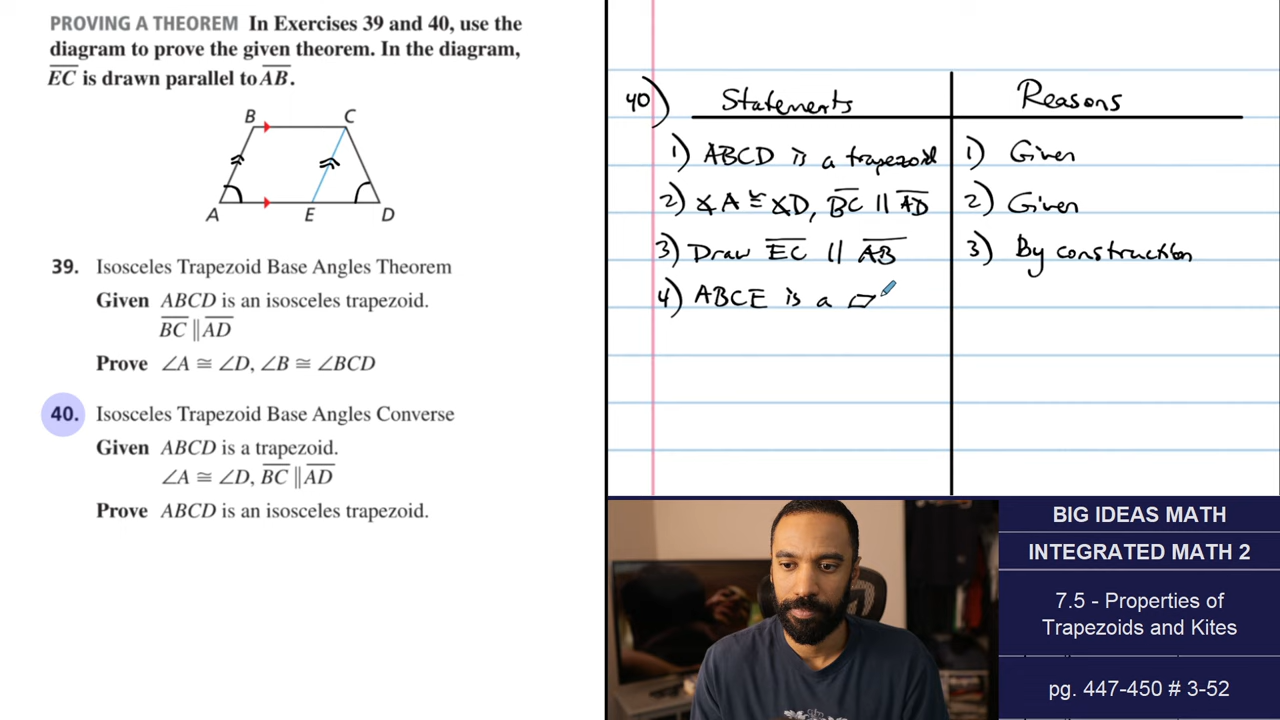 PROVING A THEOREM In Exercises 39 and 40, use the
diagram to prove the given theorem. In the diagram,
EC is drawn parallel to AB.
B
C
A
E
D
39. Isosceles Trapezoid Base Angles Theorem
Given ABCD is an isosceles trapezoid.
BC ∥ AD
Prove ∠A ≅ ∠D, ∠B ≅ ∠BCD
40. Isosceles Trapezoid Base Angles Converse
Given ABCD is a trapezoid.
∠A ≅ ∠D, BC ∥ AD
Prove ABCD is an isosceles trapezoid.
40) Statements Reasons
1) ABCD is a trapezoid 1) Given
2) ∡A ≅ ∡D, BC ∥ AD 2) Given
3) Draw EC ∥ AB 3) By construction
4) ABCE is a ▱
BIG IDEAS MATH
INTEGRATED MATH 2
7.5 - Properties of
Trapezoids and Kites
pg. 447-450 # 3-52